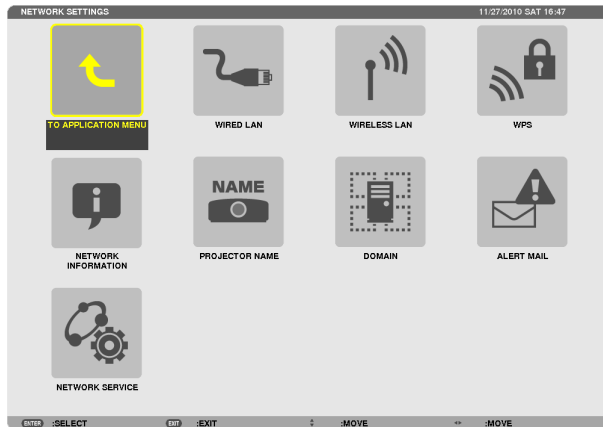 NETWORK SETTINGS 11/27/2010 SAT 16:47
TO APPLICATION MENU
WIRED LAN
WIRELESS LAN
WPS
NETWORK
INFORMATION
NAME
PROJECTOR NAME
DOMAIN
ALERT MAIL
NETWORK SERVICE
ENTER :SELECT EXIT :EXIT :MOVE :MOVE